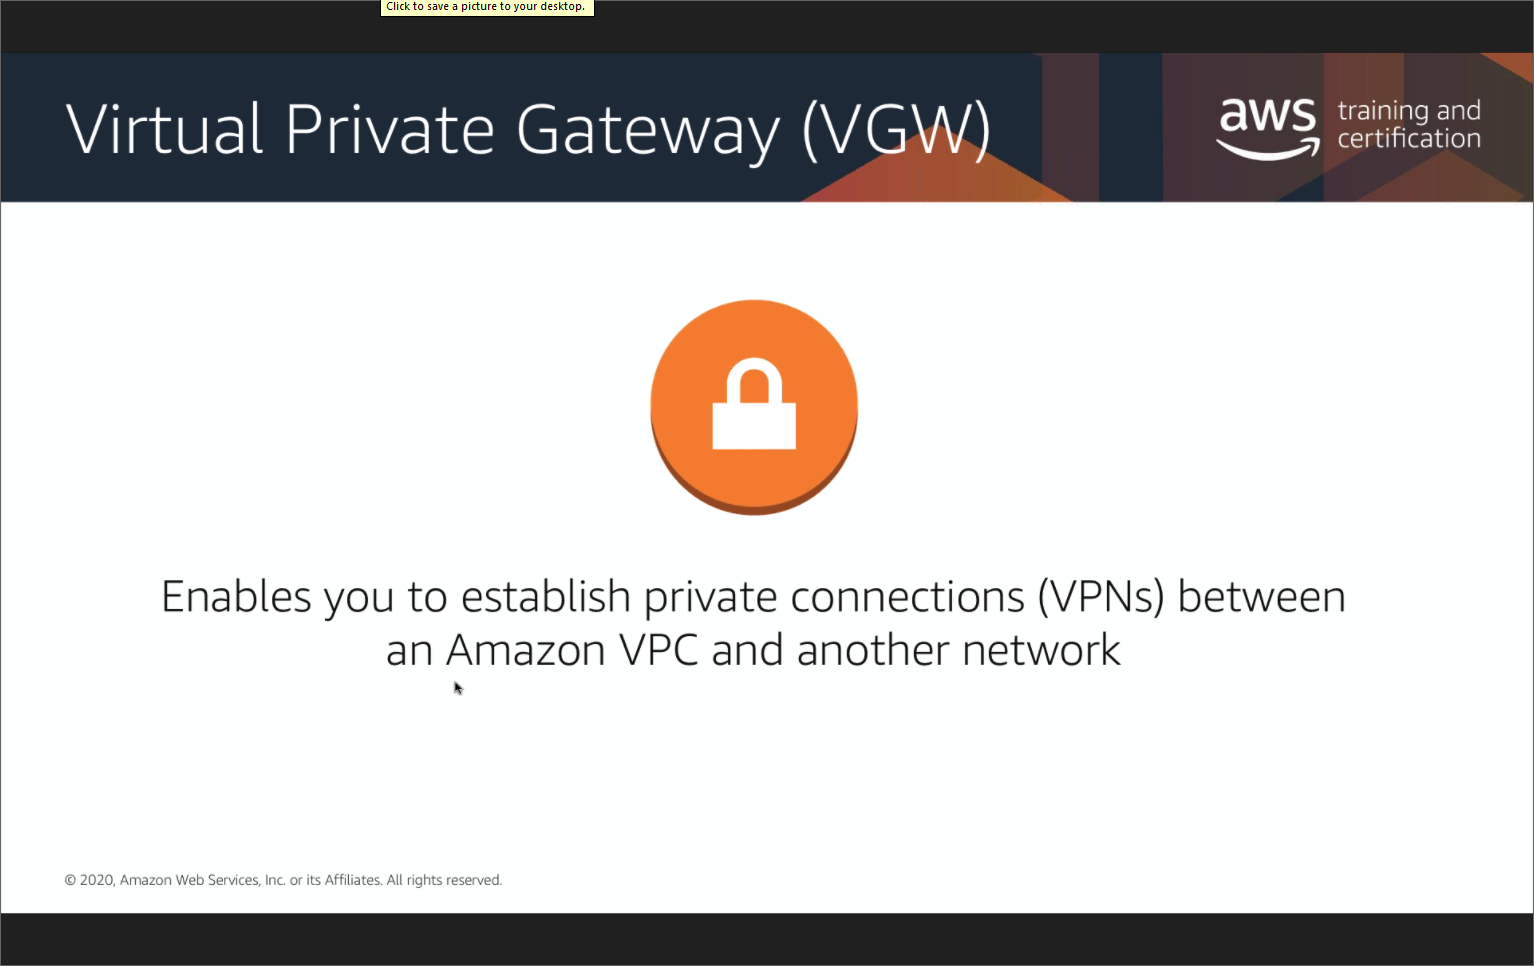 Click to save a picture to your desktop.
Virtual Private Gateway (VGW)
aws
training and
certification
Enables you to establish private connections (VPNs) between
an Amazon VPC and another network
© 2020, Amazon Web Services, Inc. or its Affiliates. All rights reserved.